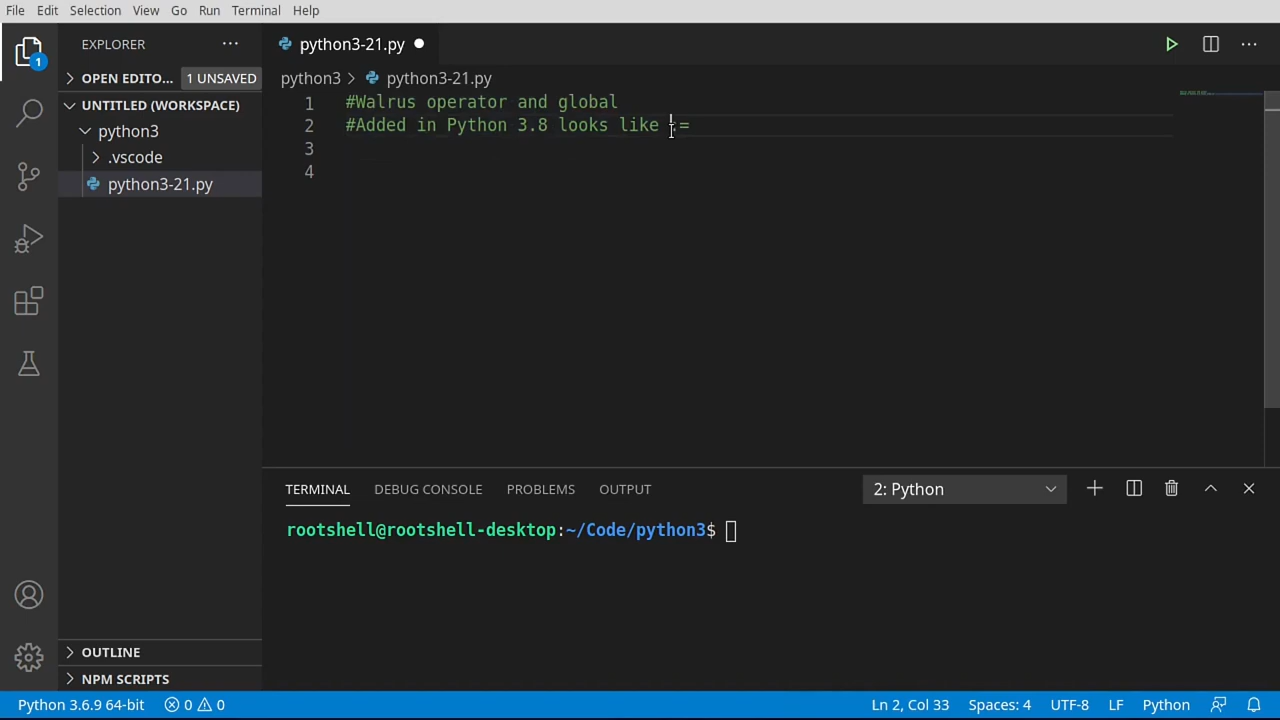 File Edit Selection View Go Run Terminal Help
EXPLORER
python3-21.py
OPEN EDITO... 1 UNSAVED
1
python3 > python3-21.py
UNTITLED (WORKSPACE)
1 #Walrus operator and global
python3
2 #Added in Python 3.8 looks like :=
3
.vscode
4
python3-21.py
TERMINAL DEBUG CONSOLE PROBLEMS OUTPUT 2: Python
rootshell@rootshell-desktop:~/Code/python3$
OUTLINE
NPM SCRIPTS
Python 3.6.9 64-bit 0 0 Ln 2, Col 33 Spaces: 4 UTF-8 LF Python